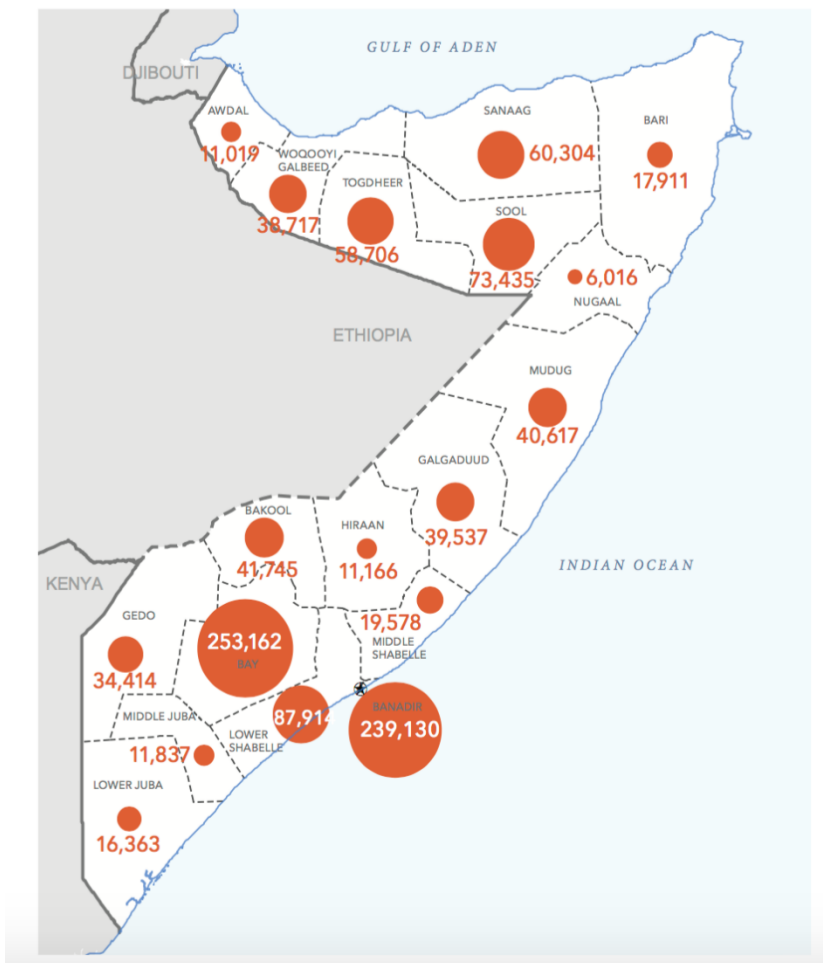 GULF OF ADEN
DJIBOUTI
AWDAL
11,019
WOQOOYI
GALBEED
38,717
TOGDHEER
58,706
SANAAG
60,304
BARI
17,911
SOOL
73,435
6,016
NUGAAL
ETHIOPIA
MUDUG
40,617
GALGADUUD
39,537
BAKOOL
41,745
HIRAAN
11,166
INDIAN OCEAN
KENYA
GEDO
34,414
253,162
BAY
19,578
MIDDLE
SHABELLE
BANADIR
239,130
87,914
LOWER
SHABELLE
MIDDLE JUBA
11,837
LOWER JUBA
16,363